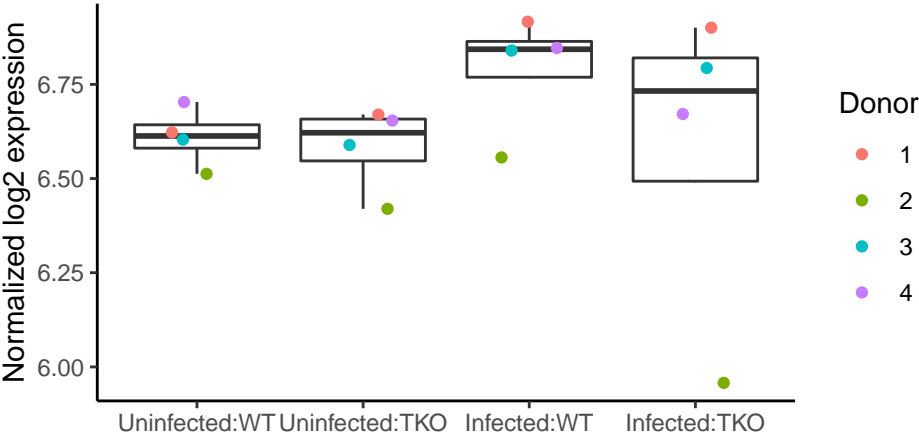 Normalized log2 expression
6.75
6.50
6.25
6.00
Uninfected:WT
Uninfected:TKO
Infected:WT
Infected:TKO
Donor
1
2
3
4